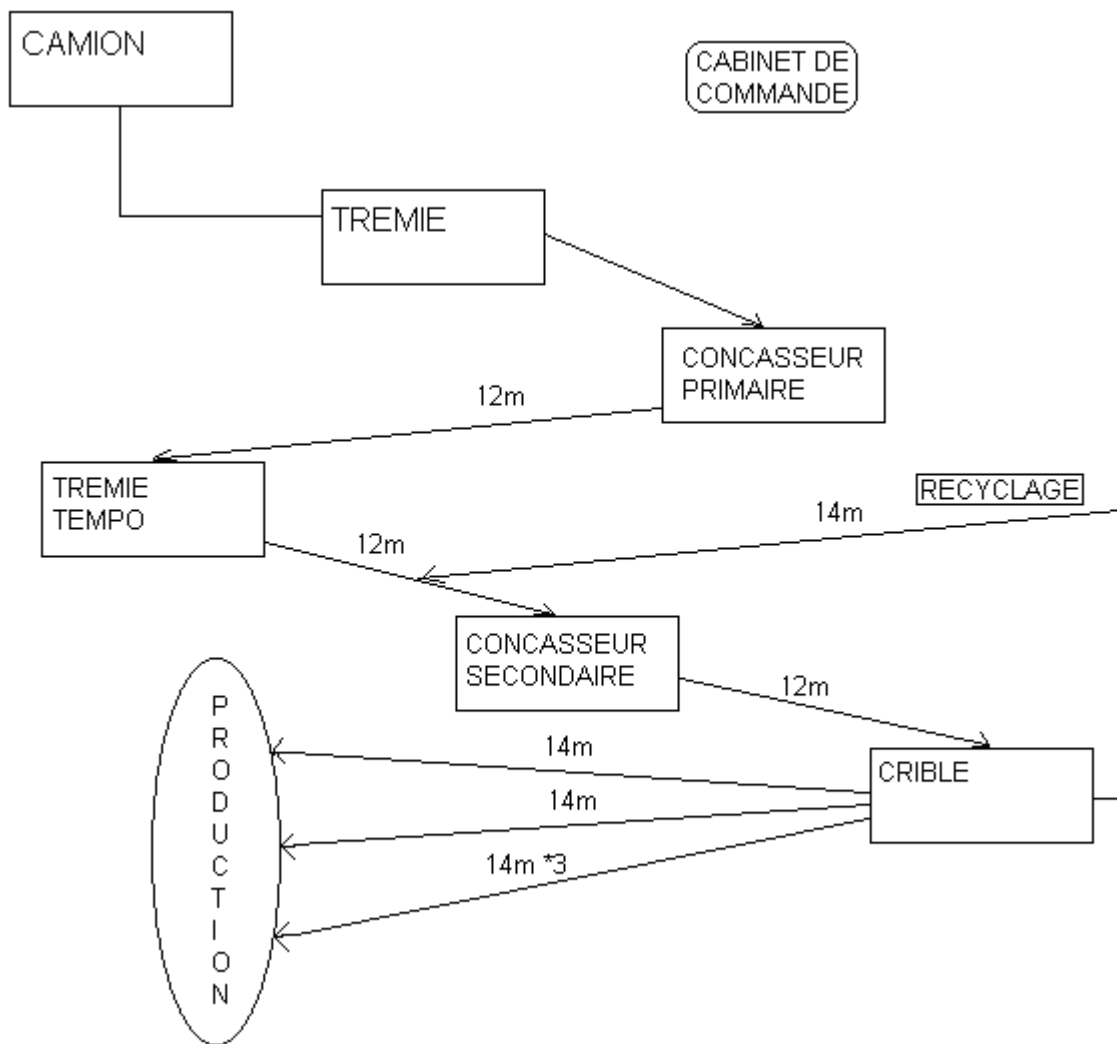 CAMION
CABINET DE
COMMANDE
TREMIE
CONCASSEUR
PRIMAIRE
12m
TREMIE
TEMPO
RECYCLAGE
12m
14m
CONCASSEUR
SECONDAIRE
12m
PRODUCTION
14m
CRIBLE
14m
14m *3